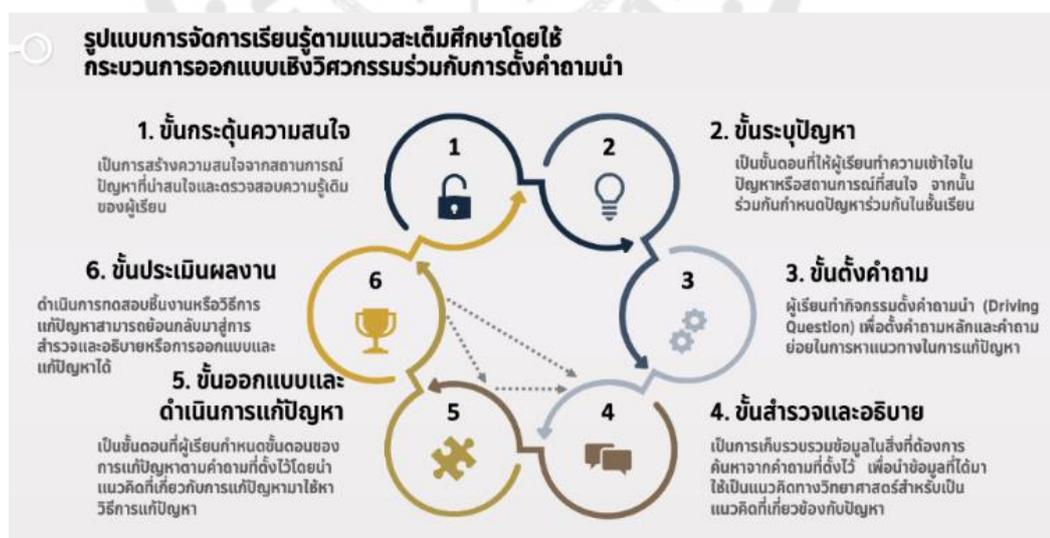 รูปแบบการจัดการเรียนรู้ตามแนวสะเต็มศึกษาโดยใช้
กระบวนการออกแบบเชิงวิศวกรรมร่วมกับการตั้งคำถามนำ
1. ขั้นกระตุ้นความสนใจ
เป็นการสร้างความสนใจจากสถานการณ์
ปัญหาที่น่าสนใจและตรวจสอบความรู้เดิม
ของผู้เรียน
1
2
2. ขั้นระบุปัญหา
เป็นขั้นตอนที่ให้ผู้เรียนทำความเข้าใจใน
ปัญหาหรือสถานการณ์ที่สนใจ จากนั้น
ร่วมกันกำหนดปัญหาร่วมกันในชั้นเรียน
3
3. ขั้นตั้งคำถาม
ผู้เรียนทำกิจกรรมตั้งคำถามนำ (Driving
Question) เพื่อตั้งคำถามหลักและคำถาม
ย่อยในการหาแนวทางในการแก้ปัญหา
4
4. ขั้นสำรวจและอธิบาย
เป็นการเก็บรวบรวมข้อมูลในสิ่งที่ต้องการ
ค้นหาจากคำถามที่ตั้งไว้ เพื่อนำข้อมูลที่ได้มา
ใช้เป็นแนวคิดทางวิทยาศาสตร์สำหรับเป็น
แนวคิดที่เกี่ยวข้องกับปัญหา
5. ขั้นออกแบบและ
ดำเนินการแก้ปัญหา
เป็นขั้นตอนที่ผู้เรียนกำหนดขั้นตอนของ
การแก้ปัญหาตามคำถามที่ตั้งไว้โดยนำ
แนวคิดที่เกี่ยวกับการแก้ปัญหามาใช้หา
วิธีการแก้ปัญหา
5
6. ขั้นประเมินผลงาน
ดำเนินการทดสอบชิ้นงานหรือวิธีการ
แก้ปัญหาสามารถย้อนกลับมาสู่การ
สำรวจและอธิบายหรือการออกแบบและ
แก้ปัญหาได้
6